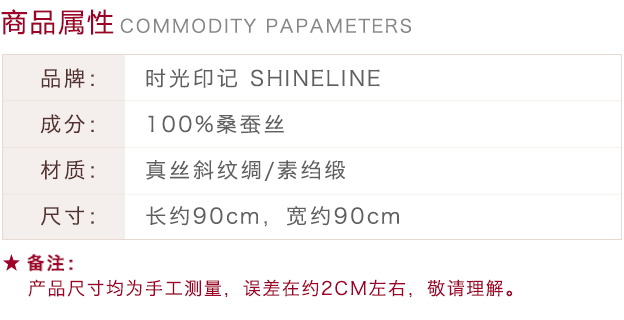 商品属性 COMMODITY PAPAMETERS
品牌： 时光印记 SHINELINE
成分： 100%桑蚕丝
材质： 真丝斜纹绸/素绉缎
尺寸： 长约90cm，宽约90cm
★ 备注：
产品尺寸均为手工测量，误差在约2CM左右，敬请理解。